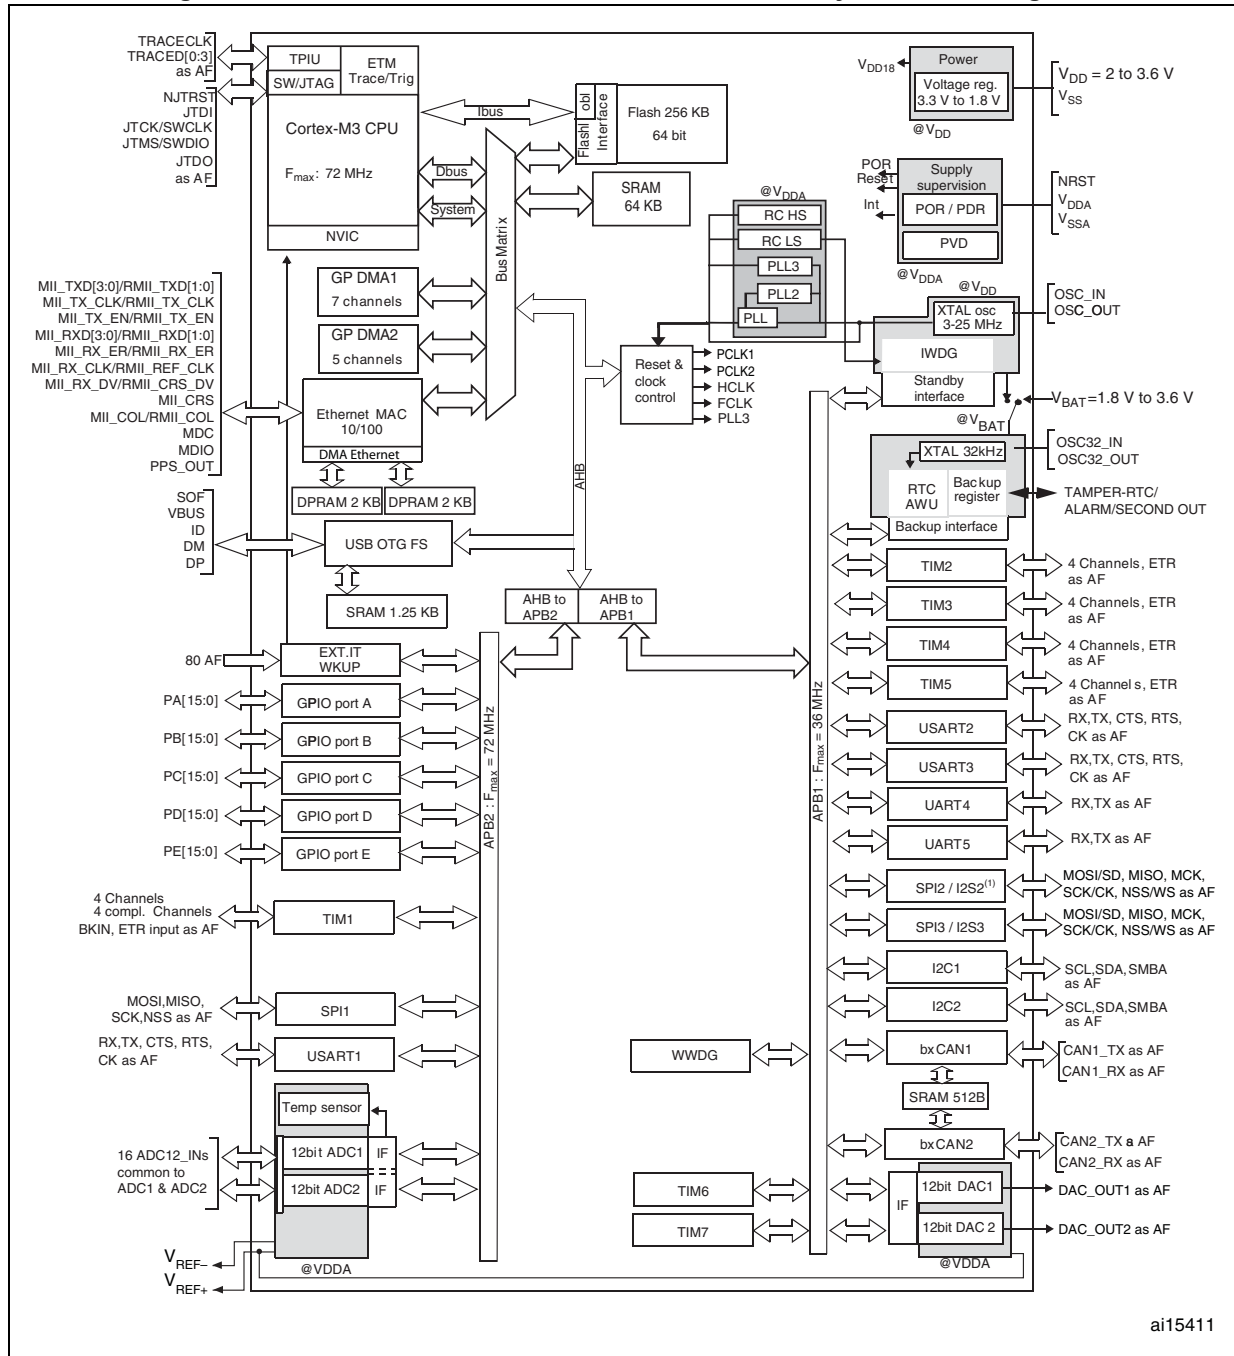 TRACECLK
TRACED[0:3]
as AF
NJTRST
JTDI
JTCK/SWCLK
JTMS/SWDIO
JTDO
as AF
TPIU
SW/JTAG
ETM
Trace/Trig
Cortex-M3 CPU
Fmax: 72 MHz
NVIC
Ibus
Dbus
System
Bus Matrix
Flashl obl
Interface
Flash 256 KB
64 bit
SRAM
64 KB
VDD18
Power
Voltage reg.
3.3 V to 1.8 V
@VDD
VDD = 2 to 3.6 V
VSS
POR
Reset
Int
Supply
supervision
POR / PDR
PVD
@VDDA
NRST
VDDA
VSSA
@VDDA
RC HS
RC LS
PLL3
PLL2
PLL
@VDD
XTAL osc
3-25 MHz
IWDG
Standby
interface
OSC_IN
OSC_OUT
VBAT=1.8 V to 3.6 V
@VBAT
GP DMA1
7 channels
GP DMA2
5 channels
MII_TXD[3:0]/RMII_TXD[1:0]
MII_TX_CLK/RMII_TX_CLK
MII_TX_EN/RMII_TX_EN
MII_RXD[3:0]/RMII_RXD[1:0]
MII_RX_ER/RMII_RX_ER
MII_RX_CLK/RMII_REF_CLK
MII_RX_DV/RMII_CRS_DV
MII_CRS
MII_COL/RMII_COL
MDC
MDIO
PPS_OUT
Ethernet MAC
10/100
DMA Ethernet
DPRAM 2 KB
DPRAM 2 KB
Reset &
clock
control
PCLK1
PCLK2
HCLK
FCLK
PLL3
AHB
XTAL 32kHz
RTC
AWU
Backup
register
Backup interface
OSC32_IN
OSC32_OUT
TAMPER-RTC/
ALARM/SECOND OUT
SOF
VBUS
ID
DM
DP
USB OTG FS
SRAM 1.25 KB
AHB to
APB2
AHB to
APB1
80 AF
EXT.IT
WKUP
PA[15:0]
GPIO port A
PB[15:0]
GPIO port B
PC[15:0]
GPIO port C
PD[15:0]
GPIO port D
PE[15:0]
GPIO port E
4 Channels
4 compl. Channels
BKIN, ETR input as AF
TIM1
MOSI,MISO,
SCK,NSS as AF
SPI1
RX,TX, CTS, RTS,
CK as AF
USART1
Temp sensor
16 ADC12_INs
common to
ADC1 & ADC2
12bit ADC1
IF
12bit ADC2
IF
VREF–
VREF+
@VDDA
APB2 : Fmax = 72 MHz
APB1 : Fmax = 36 MHz
WWDG
TIM6
TIM7
TIM2
4 Channels, ETR
as AF
TIM3
4 Channels, ETR
as AF
TIM4
4 Channels, ETR
as AF
TIM5
4 Channels, ETR
as AF
USART2
RX,TX, CTS, RTS,
CK as AF
USART3
RX,TX, CTS, RTS,
CK as AF
UART4
RX,TX as AF
UART5
RX,TX as AF
SPI2 / I2S2(1)
MOSI/SD, MISO, MCK,
SCK/CK, NSS/WS as AF
SPI3 / I2S3
MOSI/SD, MISO, MCK,
SCK/CK, NSS/WS as AF
I2C1
SCL,SDA,SMBA
as AF
I2C2
SCL,SDA,SMBA
as AF
bxCAN1
CAN1_TX as AF
CAN1_RX as AF
SRAM 512B
bxCAN2
CAN2_TX a AF
CAN2_RX as AF
IF
12bit DAC1
DAC_OUT1 as AF
12bit DAC 2
DAC_OUT2 as AF
@VDDA
ai15411